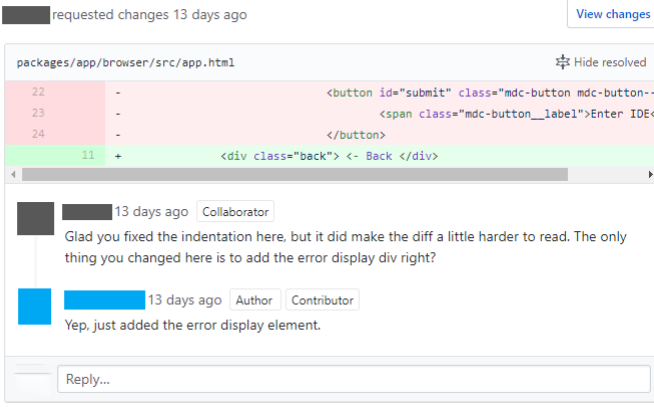 requested changes 13 days ago
View changes
packages/app/browser/src/app.html
Hide resolved
22 - <button id="submit" class="mdc-button mdc-button--
23 - <span class="mdc-button__label">Enter IDE<
24 - </button>
11 + <div class="back"> <- Back </div>
13 days ago Collaborator
Glad you fixed the indentation here, but it did make the diff a little harder to read. The only
thing you changed here is to add the error display div right?
13 days ago Author Contributor
Yep, just added the error display element.
Reply...